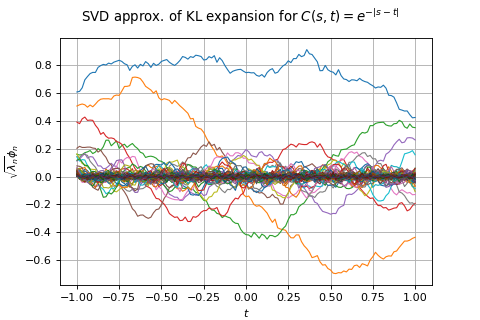 SVD approx. of KL expansion for $C(s, t) = e^{-|s-t|}$
$\sqrt{\lambda_n}\phi_n$
0.8
0.6
0.4
0.2
0.0
−0.2
−0.4
−0.6
−1.00 −0.75 −0.50 −0.25 0.00 0.25 0.50 0.75 1.00
t